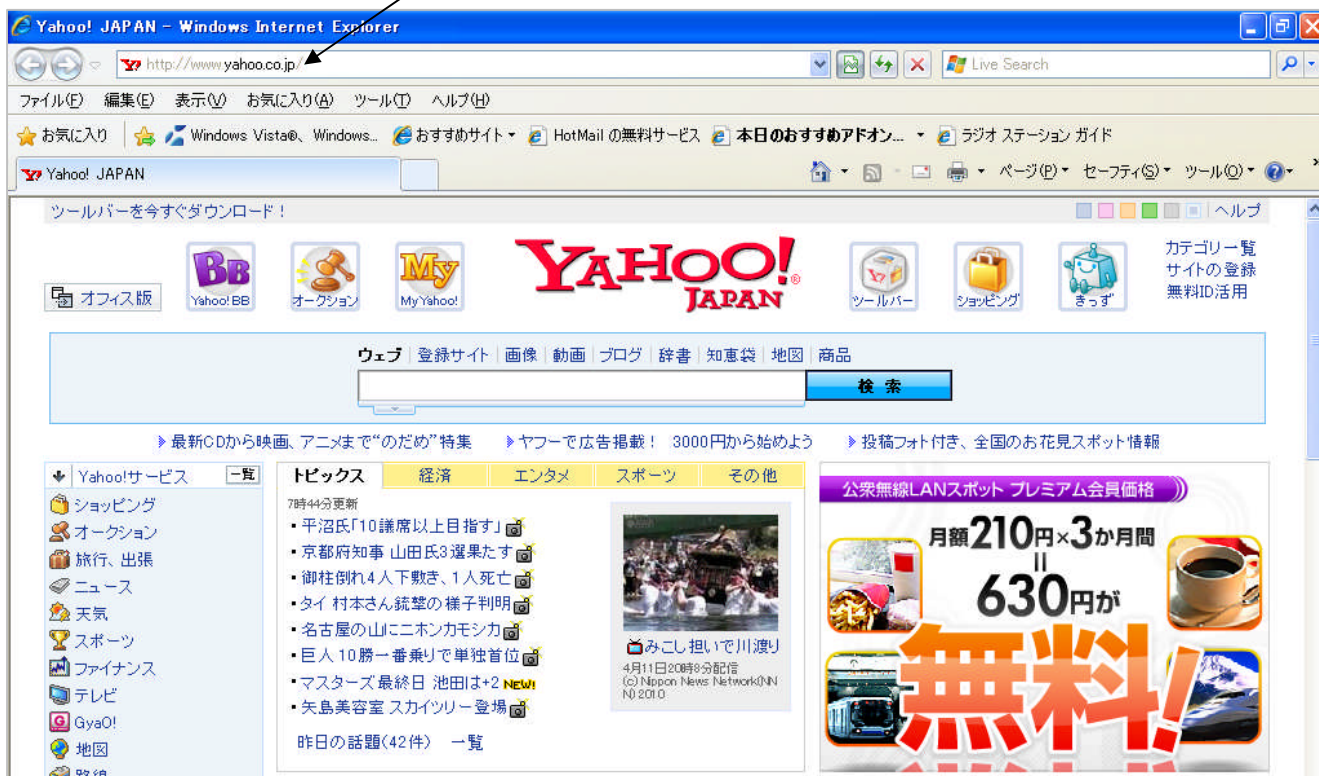 Yahoo! JAPAN - Windows Internet Explorer
http://www.yahoo.co.jp/
Live Search
ファイル(F) 編集(E) 表示(V) お気に入り(A) ツール(T) ヘルプ(H)
お気に入り Windows Vista®、Windows... おすすめサイト HotMail の無料サービス 本日のおすすめアドオン... ラジオ ステーション ガイド
Yahoo! JAPAN
ページ(P) セーフティ(S) ツール(O)
ツールバーを今すぐダウンロード!
ヘルプ
オフィス版
BB
Yahoo! BB
オークション
My
My Yahoo!
YAHOO!
JAPAN
ツールバー
ショッピング
きっず
カテゴリ一覧
サイトの登録
無料ID活用
ウェブ 登録サイト 画像 動画 ブログ 辞書 知恵袋 地図 商品
検索
最新CDから映画、アニメまで“のだめ”特集 ヤフーで広告掲載! 3000円から始めよう 投稿フォト付き、全国のお花見スポット情報
Yahoo!サービス 一覧
ショッピング
オークション
旅行、出張
ニュース
天気
スポーツ
ファイナンス
テレビ
GyaO!
地図
路線
トピックス 経済 エンタメ スポーツ その他
7時44分更新
・平沼氏「10議席以上目指す」
・京都府知事 山田氏3選果たす
・御柱倒れ4人下敷き、1人死亡
・タイ 村本さん銃撃の様子判明
・名古屋の山にニホンカモシカ
・巨人10勝一番乗りで単独首位
・マスターズ最終日 池田は+2 NEW!
・矢島美容室 スカイツリー登場
昨日の話題(42件) 一覧
みこし担いで川渡り
4月11日20時8分配信
(c) Nippon News Network(NN
N) 2010
公衆無線LANスポット プレミアム会員価格
月額210円×3か月間
=
630円が
無料!